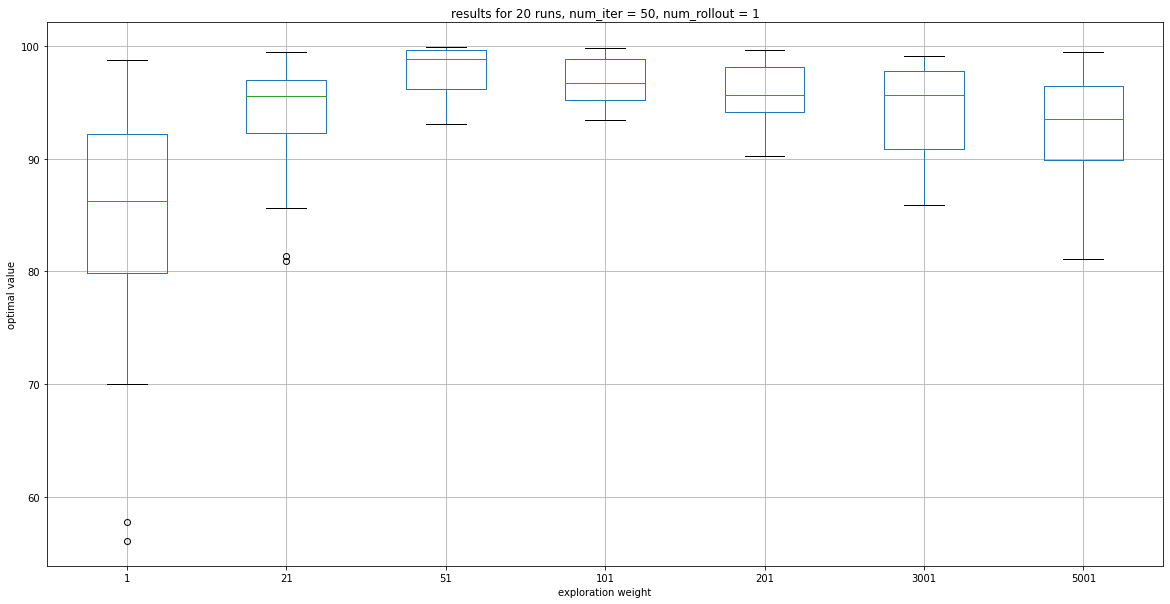 results for 20 runs, num_iter = 50, num_rollout = 1
100
90
80
70
60
optimal value
1 21 51 101 201 3001 5001
exploration weight